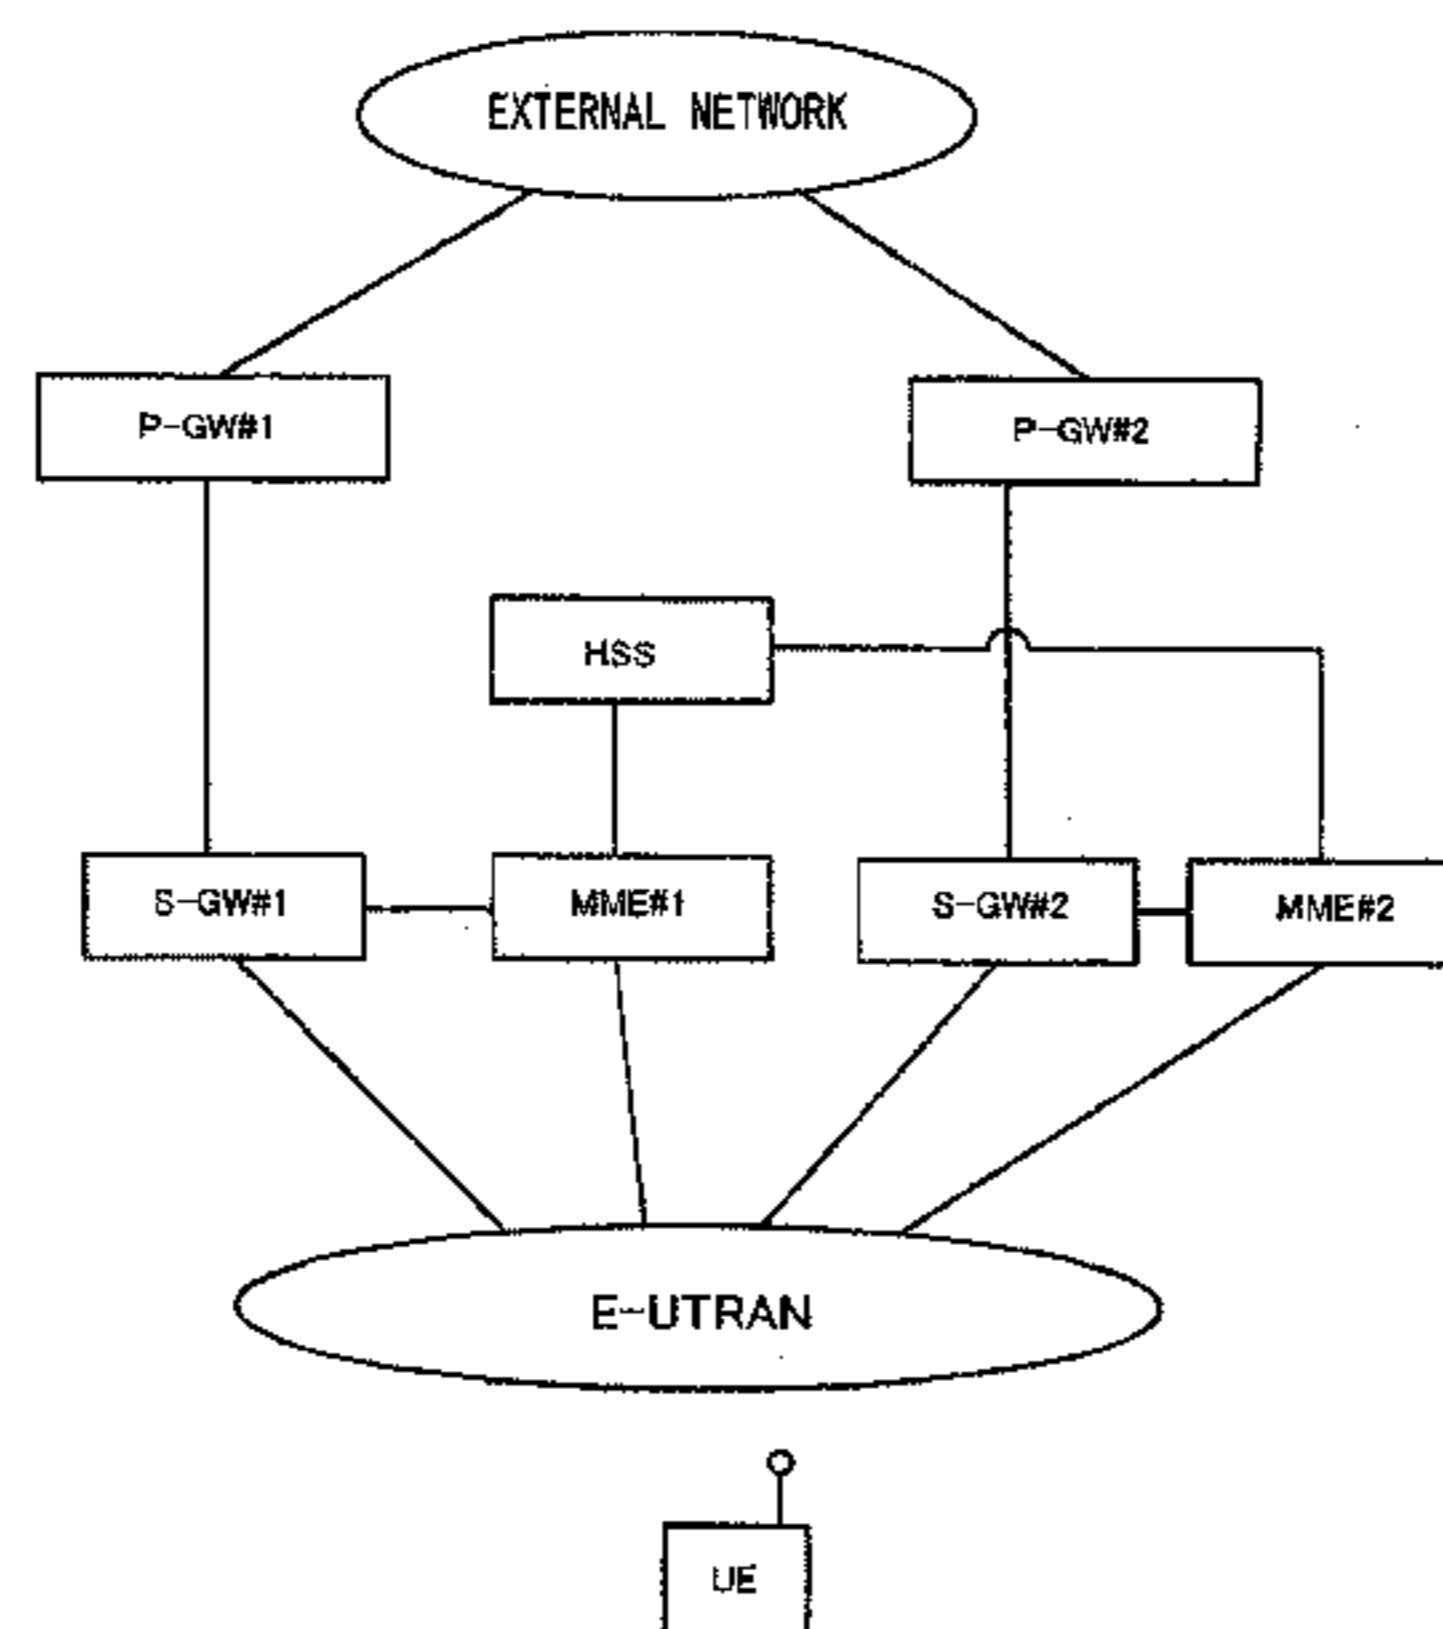 EXTERNAL NETWORK
P-GW#1
P-GW#2
HSS
S-GW#1
MME#1
S-GW#2
MME#2
E-UTRAN
UE